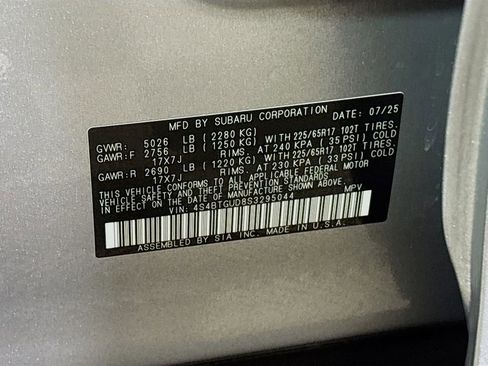 MFD BY SUBARU CORPORATION DATE: 07/25
GVWR: 5026 LB (2280 KG)
GAWR:F 2756 LB (1250 KG) WITH 225/65R17 102T TIRES.
17X7J RIMS. AT 240 KPA ( 35 PSI) COLD
GAWR:R 2690 LB (1220 KG) WITH 225/65R17 102T TIRES.
17X7J RIMS. AT 230 KPA ( 33 PSI) COLD
THIS VEHICLE CONFORMS TO ALL APPLICABLE FEDERAL MOTOR
VEHICLE SAFETY AND THEFT PREVENTION STANDARDS IN EFFECT
ON THE DATE OF MANUFACTURE SHOWN ABOVE.
VIN: 4S4BTGUD8S3295044 MPV
ASSEMBLED BY SIA INC. MADE IN U.S.A.